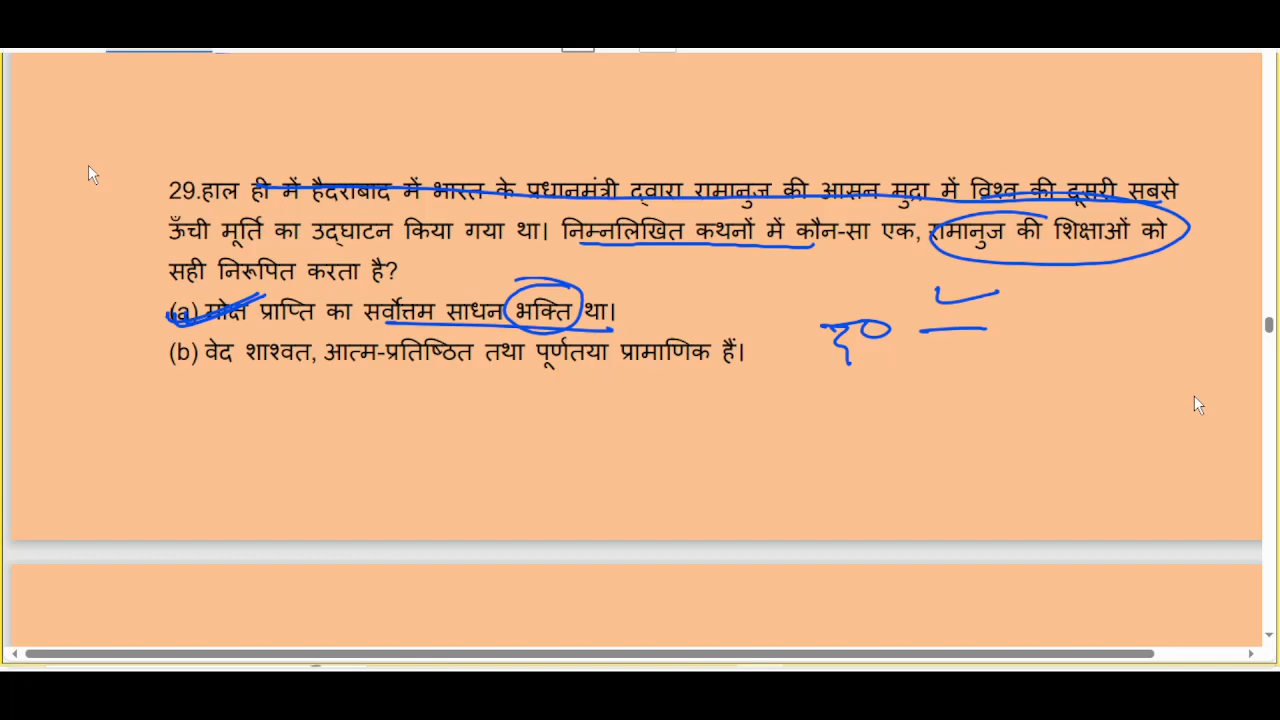 29.हाल ही में हैदराबाद में भारत के प्रधानमंत्री द्वारा रामानुज की आसन मुद्रा में विश्व की दूसरी सबसे
ऊँची मूर्ति का उद्घाटन किया गया था। निम्नलिखित कथनों में कौन-सा एक, रामानुज की शिक्षाओं को
सही निरूपित करता है?
(a) मोक्ष प्राप्ति का सर्वोत्तम साधन भक्ति था।
(b) वेद शाश्वत, आत्म-प्रतिष्ठित तथा पूर्णतया प्रामाणिक हैं।